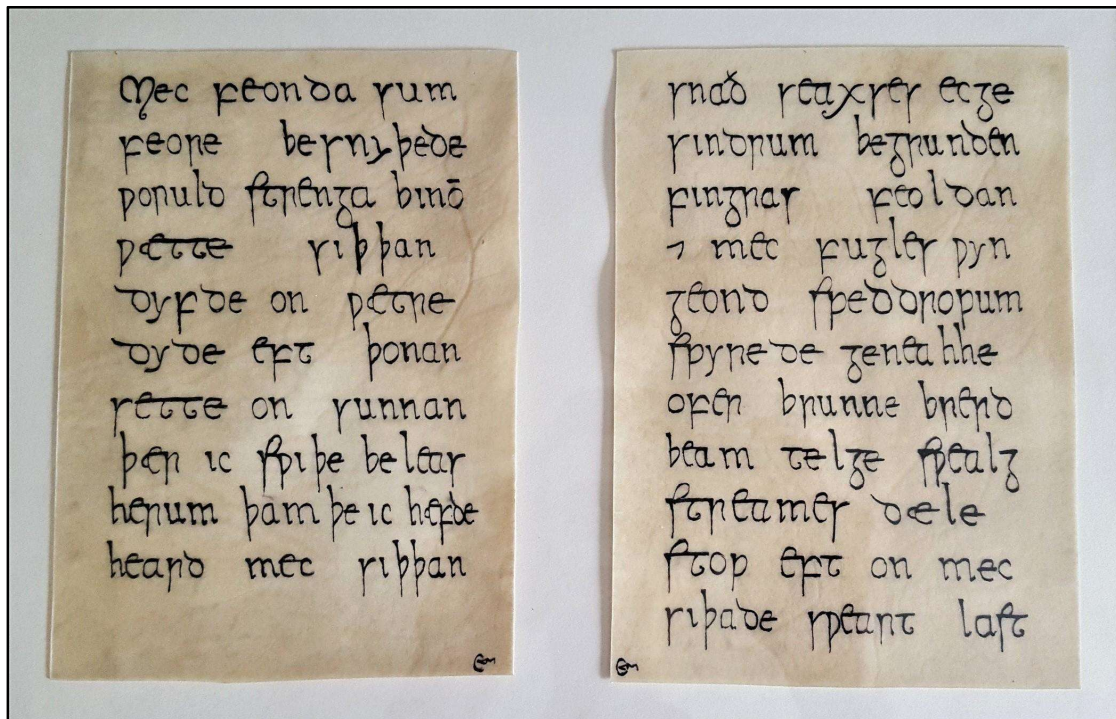 Mec feonda sum
feore besnyþede
ƿoruld strenga binō
ƿætte siþþan
dyfde on ƿætre
dyde eft þonan
sette on sunnan
þær ic sƿiþe beleas
herum þam þe ic hæfde
heard mec siþþan
snað seaxses ecge
sindrum begrunden
fingras feoldan
⁊ mec fugles ƿyn
geond speddropum
spyrede geneahhe
ofer brunne brerd
beam telge sƿealg
streames dæle
stop eft on mec
siþade sƿeart last